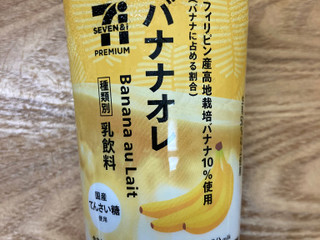 7i
SEVEN&i
PREMIUM
バナナオレ
Banana au Lait
種類別 乳飲料
フィリピン産高地栽培バナナ10%使用
(バナナに占める割合)
国産
てんさい糖
使用